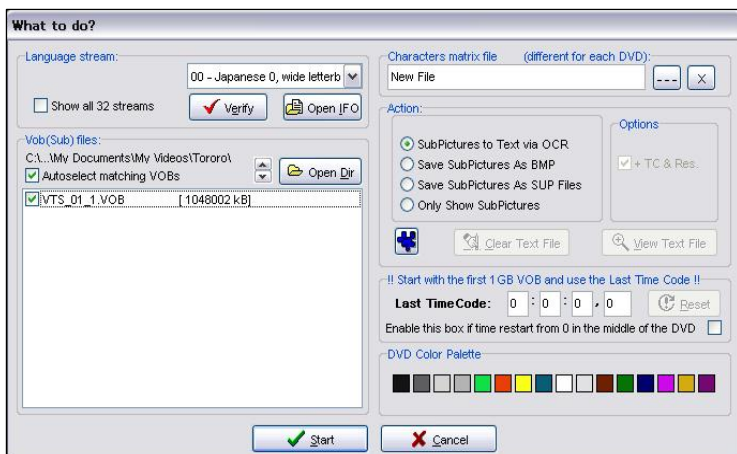 What to do?
Language stream:
00 - Japanese 0, wide letterb
Show all 32 streams
Verify
Open IFO
Vob(Sub) files:
C:\...\My Documents\My Videos\Tororo\
Autoselect matching VOBs
Open Dir
VTS_01_1.VOB [ 1048002 kB]
Characters matrix file (different for each DVD):
New File
---
X
Action:
SubPictures to Text via OCR
Save SubPictures As BMP
Save SubPictures As SUP Files
Only Show SubPictures
Options
+ TC & Res.
Clear Text File
View Text File
!! Start with the first 1GB VOB and use the Last Time Code !!
Last TimeCode: 0 : 0 : 0 , 0
Reset
Enable this box if time restart from 0 in the middle of the DVD
DVD Color Palette
Start
Cancel